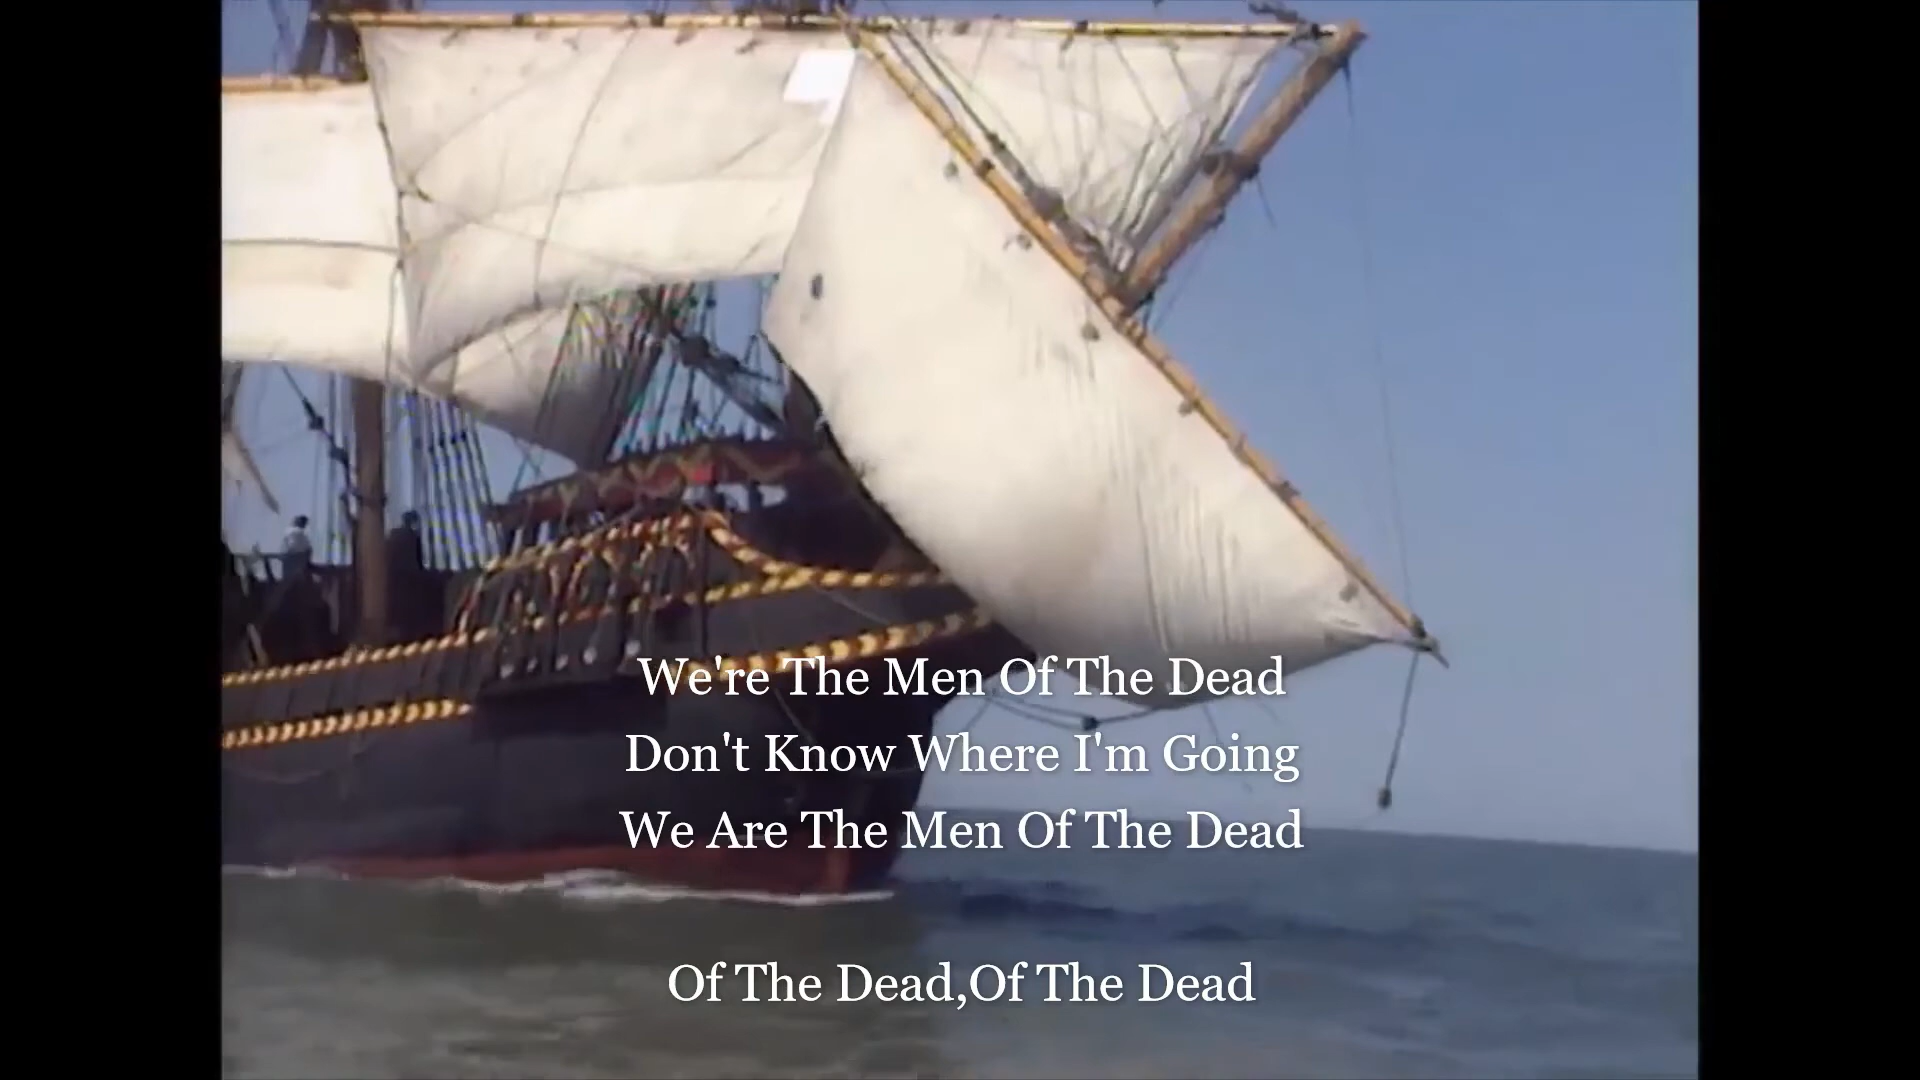 We're The Men Of The Dead
Don't Know Where I'm Going
We Are The Men Of The Dead
Of The Dead,Of The Dead